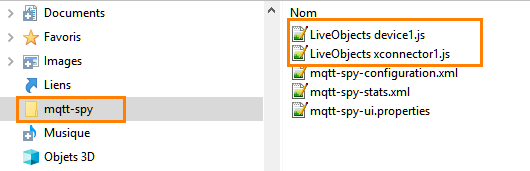 Documents
Favoris
Images
Liens
mqtt-spy
Musique
Objets 3D
Nom
LiveObjects device1.js
LiveObjects xconnector1.js
mqtt-spy-configuration.xml
mqtt-spy-stats.xml
mqtt-spy-ui.properties